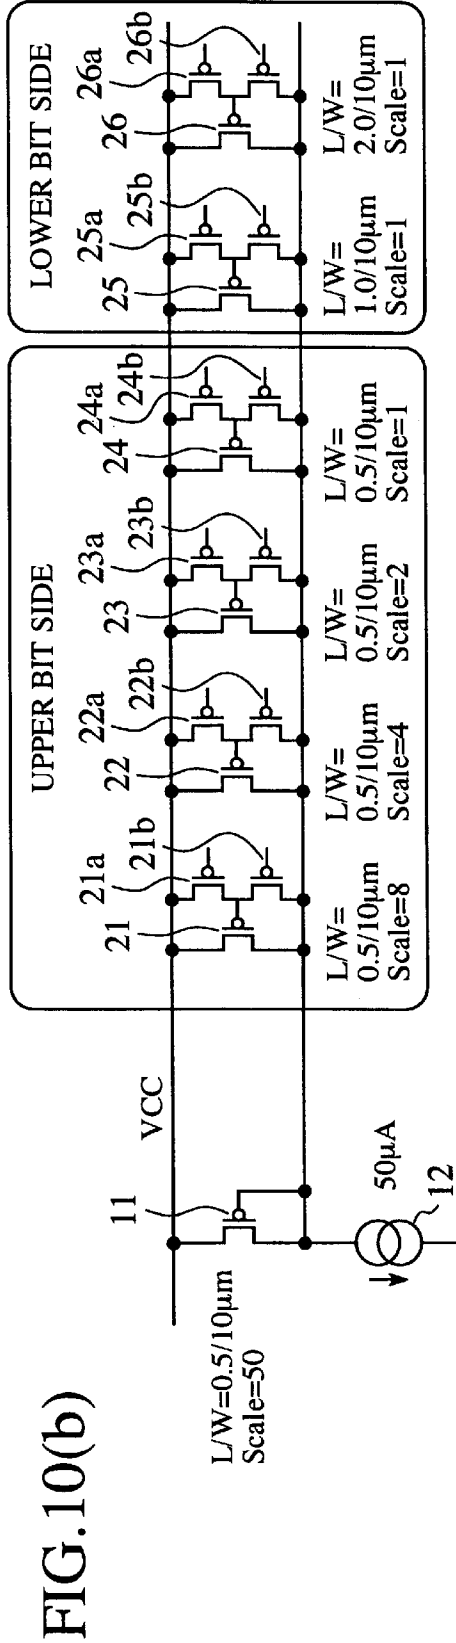 FIG.10(b)
UPPER BIT SIDE
LOWER BIT SIDE
VCC
11
L/W=0.5/10μm
Scale=50
50μA
12
21
21a
21b
L/W=
0.5/10μm
Scale=8
22
22a
22b
L/W=
0.5/10μm
Scale=4
23
23a
23b
L/W=
0.5/10μm
Scale=2
24
24a
24b
L/W=
0.5/10μm
Scale=1
25
25a
25b
L/W=
1.0/10μm
Scale=1
26
26a
26b
L/W=
2.0/10μm
Scale=1